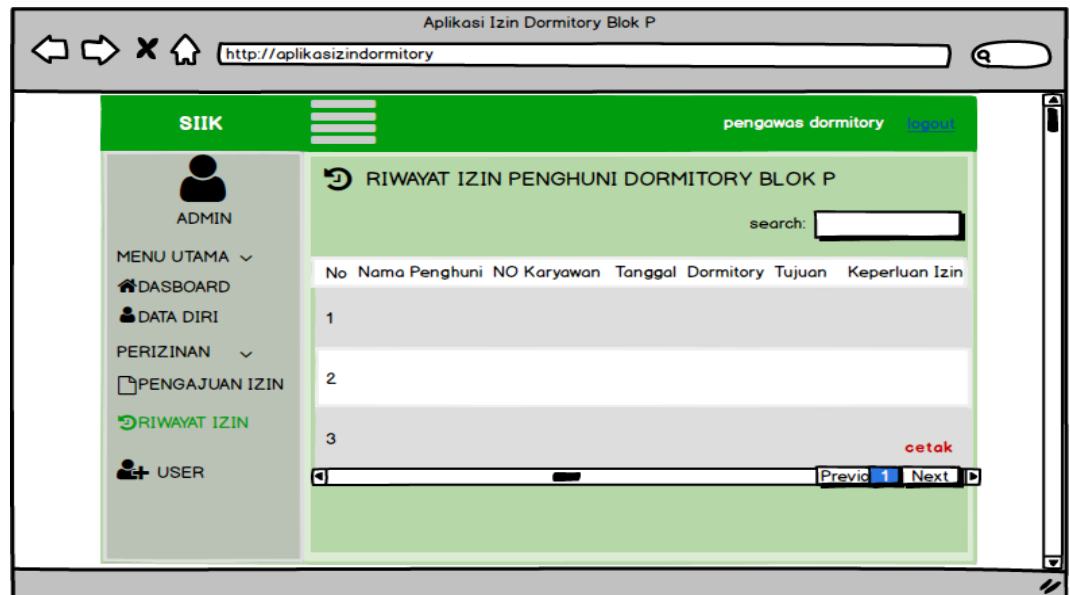 Aplikasi Izin Dormitory Blok P
http://aplikasizindormitory
SIIK
pengawas dormitory logout
ADMIN
MENU UTAMA
DASBOARD
DATA DIRI
PERIZINAN
PENGAJUAN IZIN
RIWAYAT IZIN
USER
RIWAYAT IZIN PENGHUNI DORMITORY BLOK P
search:
No Nama Penghuni NO Karyawan Tanggal Dormitory Tujuan Keperluan Izin
1
2
3
cetak
Previo 1 Next